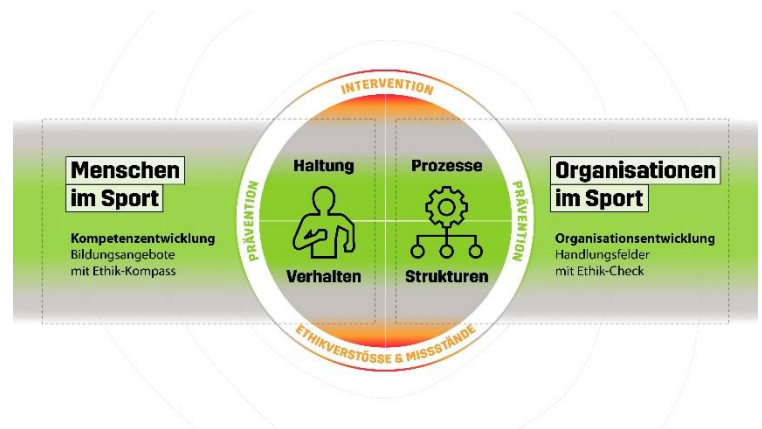 INTERVENTION
Menschen
im Sport
Kompetenzentwicklung
Bildungsangebote
mit Ethik-Kompass
PRÄVENTION
Haltung
Verhalten
Prozesse
Strukturen
PRÄVENTION
Organisationen
im Sport
Organisationsentwicklung
Handlungsfelder
mit Ethik-Check
ETHIKVERSTÖSSE & MISSSTÄNDE